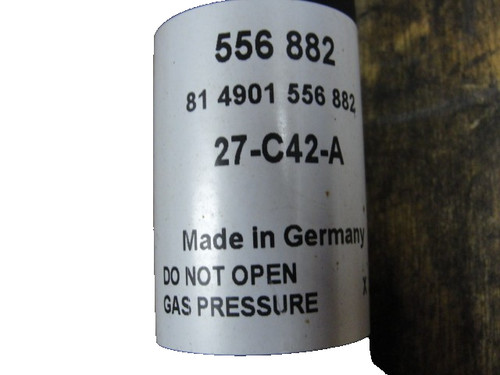 556 882
81 4901 556 882
27-C42-A
Made in Germany
DO NOT OPEN
GAS PRESSURE